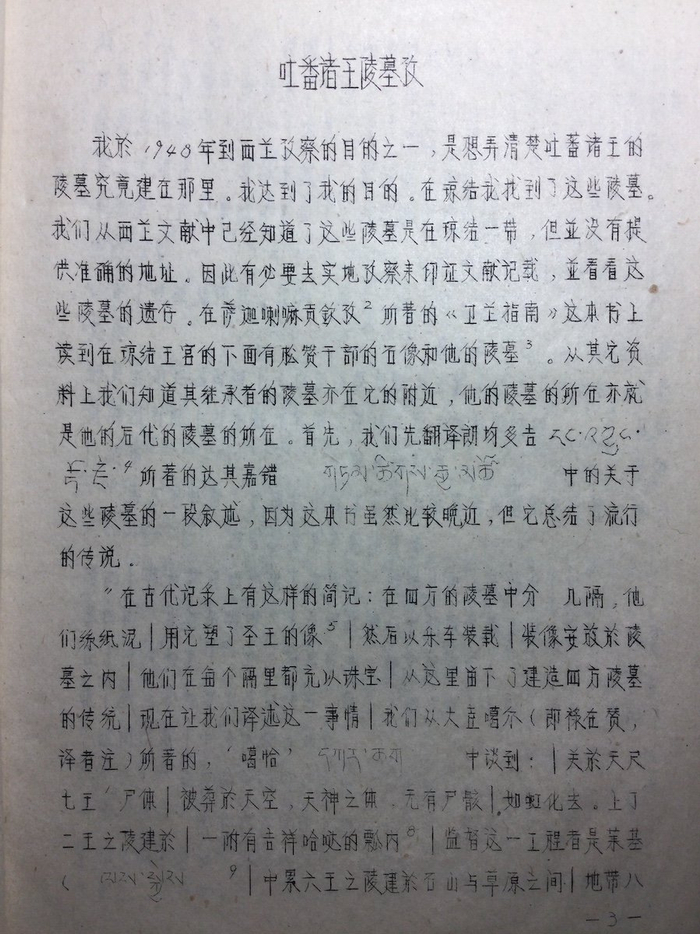 吐蕃诸王陵墓攷
我於1948年到西兰攷察的目的之一，是想弄清楚吐蕃诸王的
陵墓究竟建在那里。我达到了我的目的。在琼结我找到了这些陵墓。
我们从西兰文献中已经知道了这些陵墓是在琼结一带，但並没有提
供准确的地址。因此有必要去实地攷察来印证文献记载，並看看这
些陵墓的遗存。在萨迦喇嘛贡钦孜2所著的《卫兰指南》这本书上
读到在琼结王宫的下面有松赞干部的石像和他的陵墓3。从其它资
料上我们知道其继承者的陵墓亦在它的附近，他的陵墓的所在亦就
是他的后代的陵墓的所在。首先，我们先翻译朗均多吉
4所著的达其嘉错 中的关于
这些陵墓的一段叙述，因为这本书虽然比较晚近，但它总结了流行
的传说。
〃在古代记录上有这样的简记：在四方的陵墓中分 几隔，他
们练纸泥|用它塑了圣王的像5|然后以乐车装载|装像安放於陵
墓之内|他们在每个隔里都充以珠宝|从这里留下了建造四方陵墓
的传统|现在让我们译述这一事情|我们从大壹噶尔（即禄在赞，
译者注）所著的，‘噶恰’ 中谈到：|关於天尺
七王’尸体|被葬於天空，天神之体，无有尸骸|如虹化去。上丁
二王之陵建於|一附有吉祥哈哒的瓢内8|监督这一工程者是茱基
（ 9|中累六王之陵建於石山与草原之间|地带八
—3—